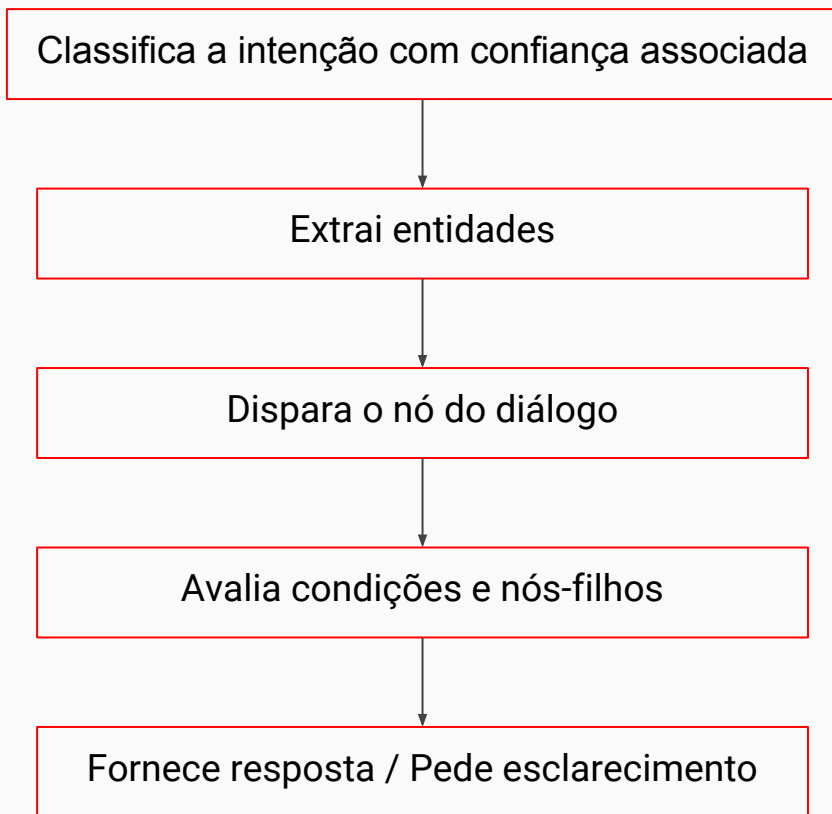 Classifica a intenção com confiança associada
Extrai entidades
Dispara o nó do diálogo
Avalia condições e nós-filhos
Fornece resposta / Pede esclarecimento